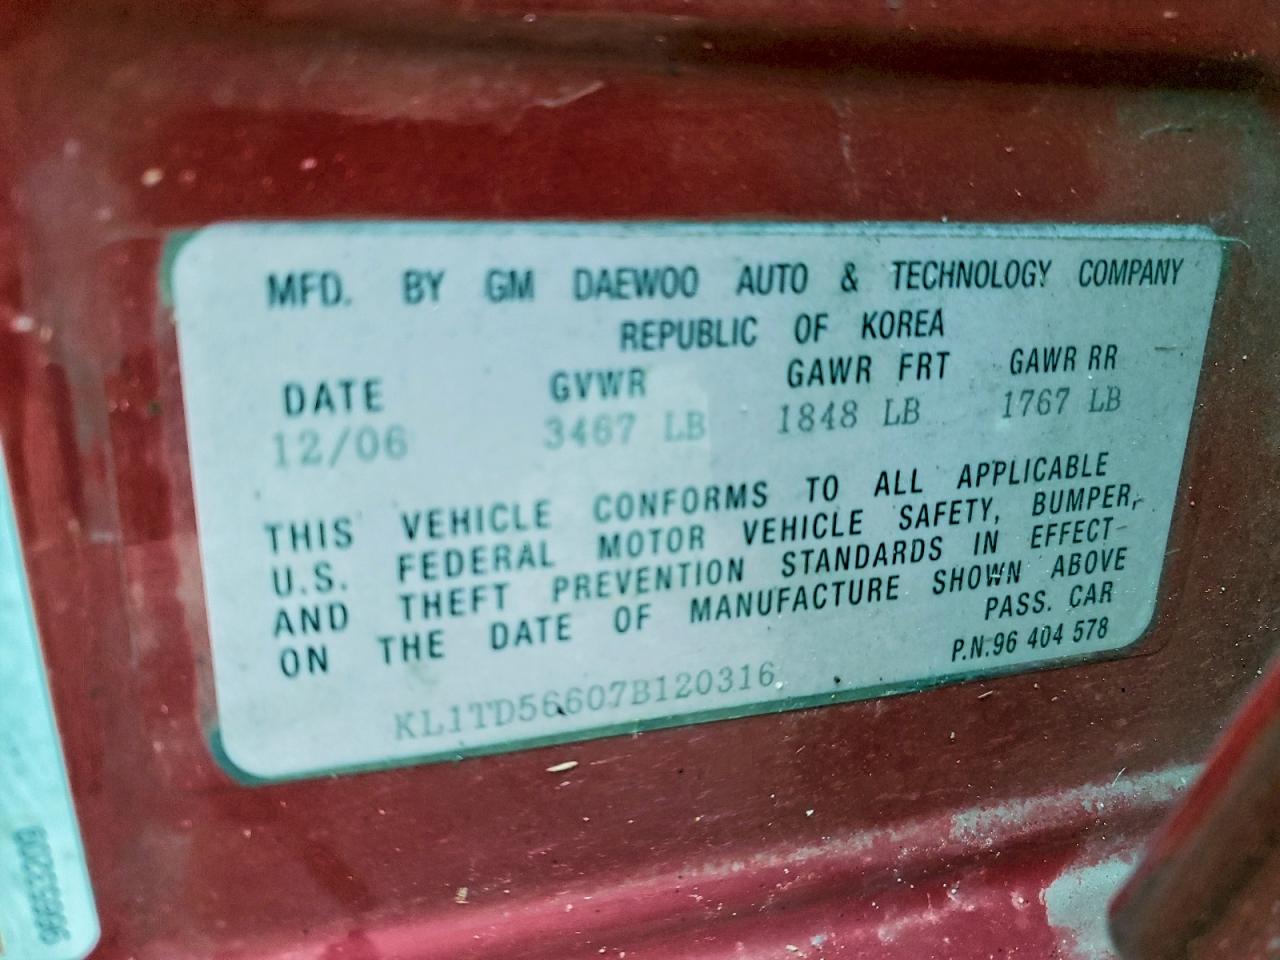 MFD. BY GM DAEWOO AUTO & TECHNOLOGY COMPANY
REPUBLIC OF KOREA
DATE GVWR GAWR FRT GAWR RR
12/06 3467 LB 1848 LB 1767 LB
THIS VEHICLE CONFORMS TO ALL APPLICABLE
U.S. FEDERAL MOTOR VEHICLE SAFETY, BUMPER,
AND THEFT PREVENTION STANDARDS IN EFFECT
ON THE DATE OF MANUFACTURE SHOWN ABOVE
PASS. CAR
P.N.96 404 578
KL1TD56607B120316